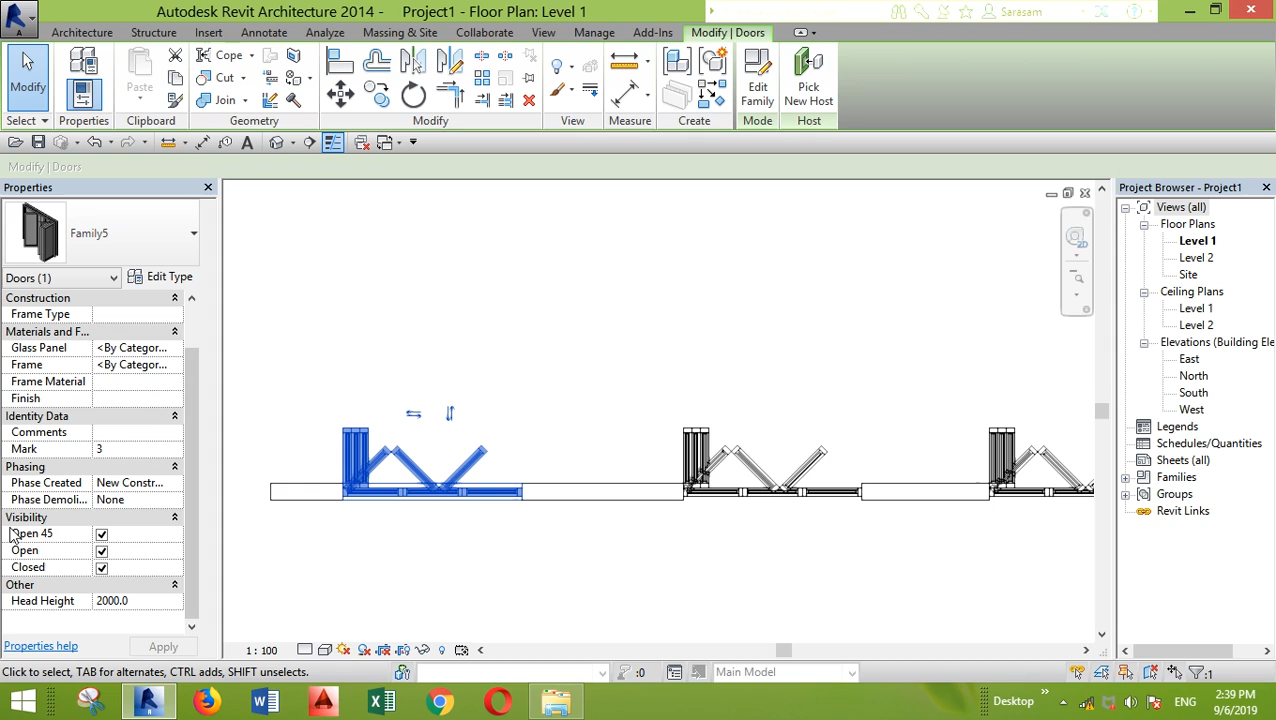 Autodesk Revit Architecture 2014 - Project1 - Floor Plan: Level 1
Sarasam
Architecture Structure Insert Annotate Analyze Massing & Site Collaborate View Manage Add-Ins Modify | Doors
Cope
Cut
Join
Modify
Paste
Edit Family
Pick New Host
Select Properties Clipboard Geometry Modify View Measure Create Mode Host
Modify | Doors
Properties
Family5
Doors (1) Edit Type
Construction
Frame Type
Materials and F...
Glass Panel <By Categor...
Frame <By Categor...
Frame Material
Finish
Identity Data
Comments
Mark 3
Phasing
Phase Created New Constr...
Phase Demoli... None
Visibility
Open 45
Open
Closed
Other
Head Height 2000.0
Properties help Apply
2D
1 : 100
Project Browser - Project1
Views (all)
Floor Plans
Level 1
Level 2
Site
Ceiling Plans
Level 1
Level 2
Elevations (Building Ele
East
North
South
West
Legends
Schedules/Quantities
Sheets (all)
Families
Groups
Revit Links
Click to select, TAB for alternates, CTRL adds, SHIFT unselects.
:0
Main Model
:1
Desktop
ENG
2:39 PM
9/6/2019